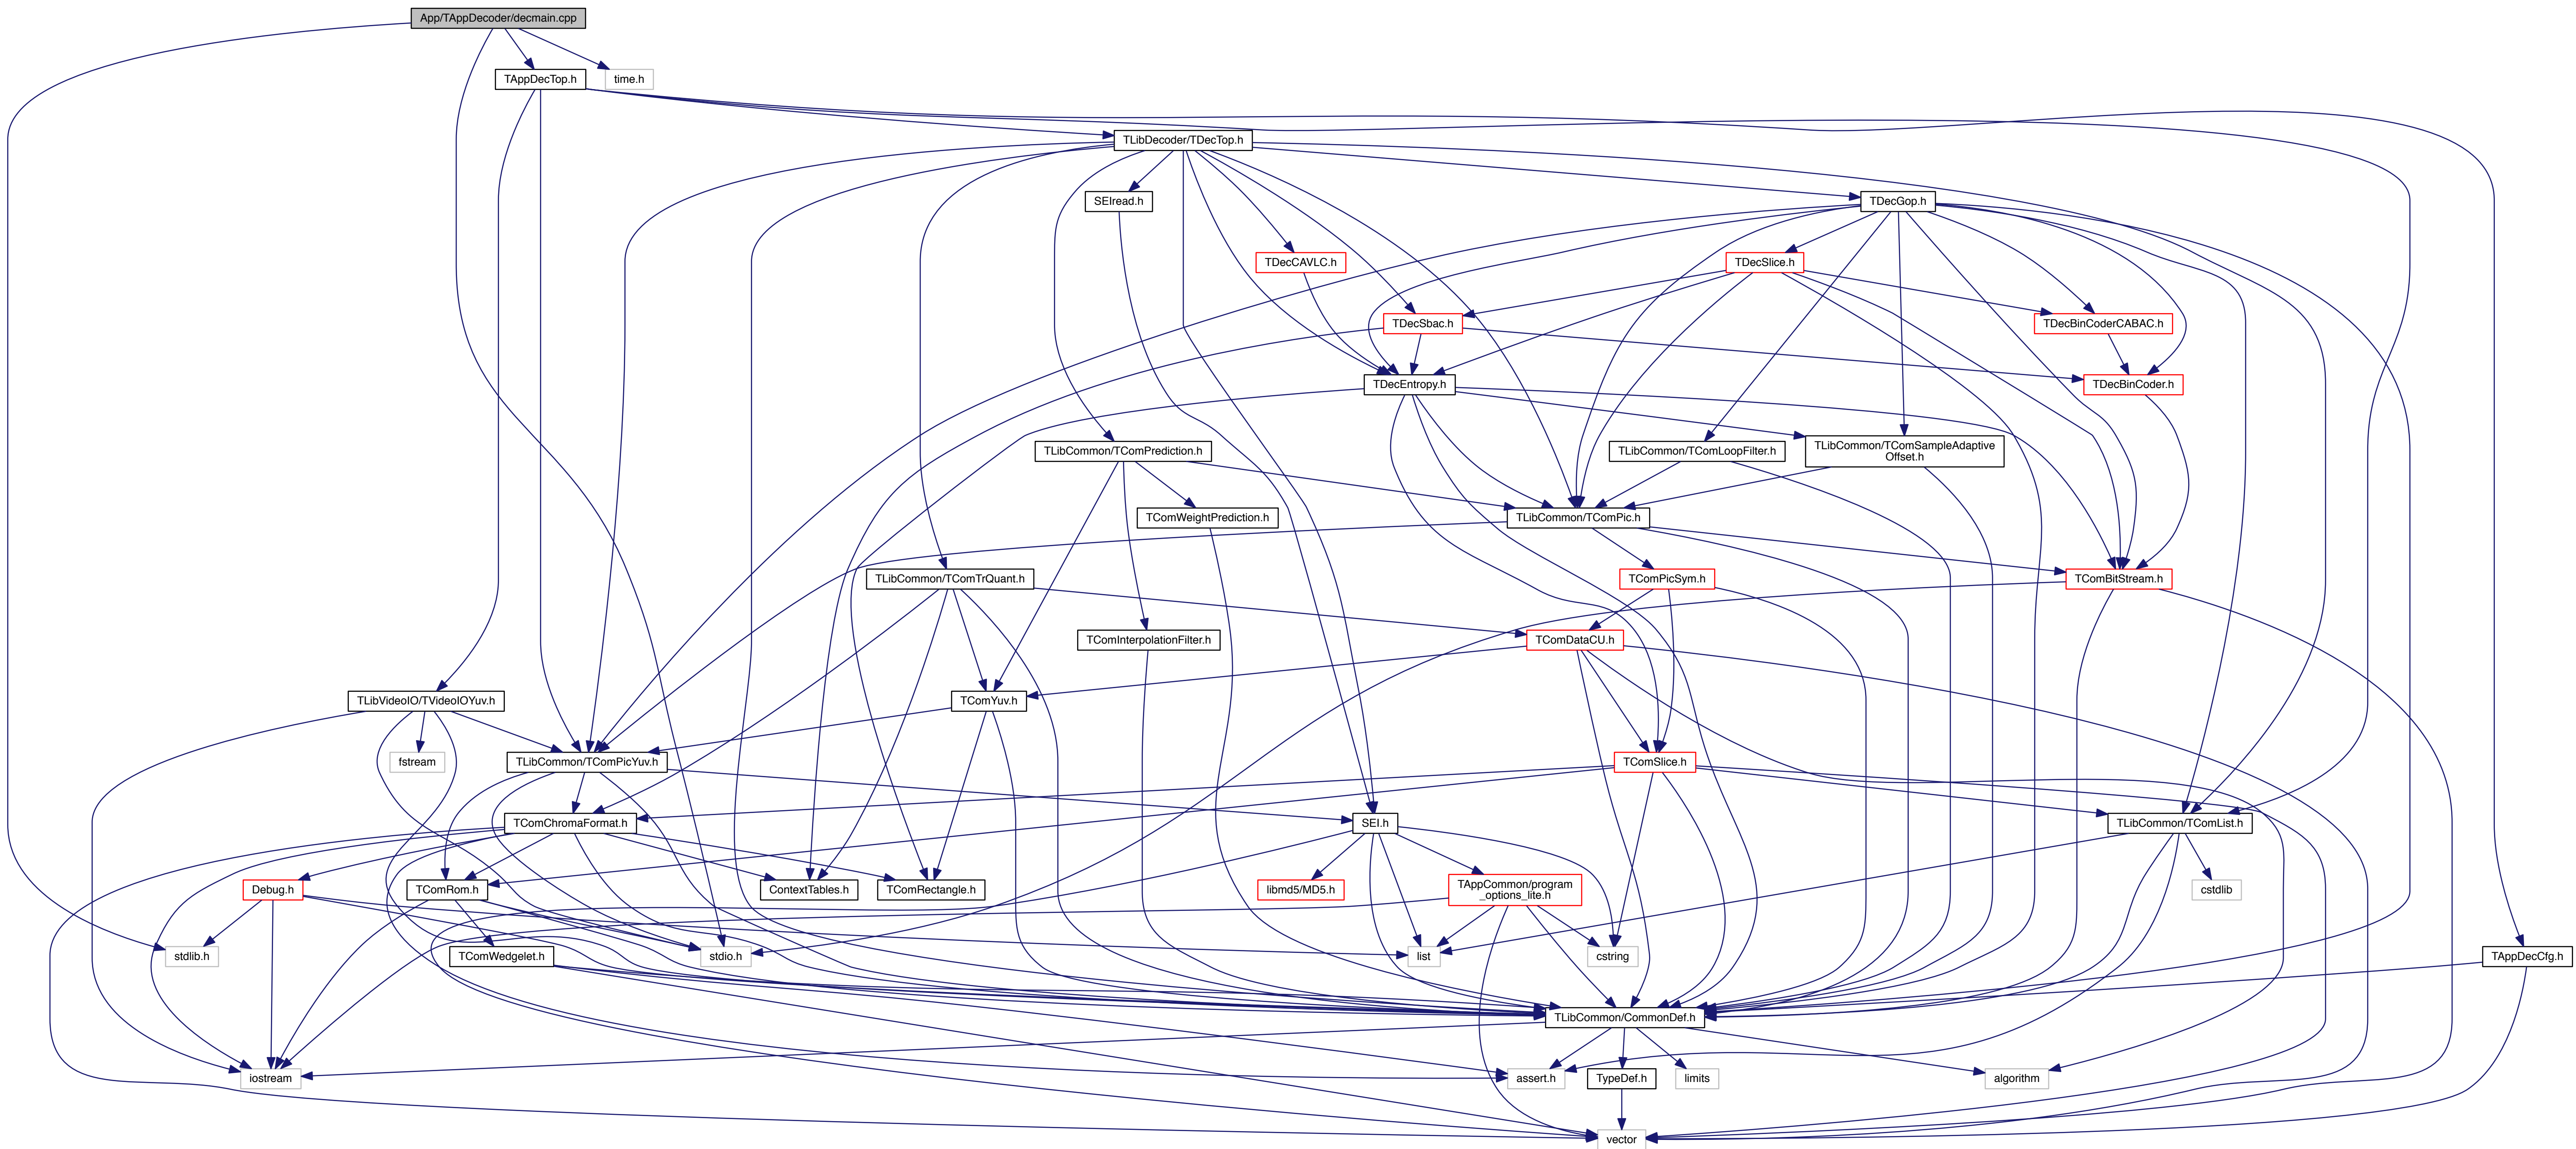 App/TAppDecoder/decmain.cpp
TAppDecTop.h
time.h
TLibDecoder/TDecTop.h
SEIread.h
TDecGop.h
TDecCAVLC.h
TDecSlice.h
TDecSbac.h
TDecBinCoderCABAC.h
TDecEntropy.h
TDecBinCoder.h
TLibCommon/TComPrediction.h
TLibCommon/TComLoopFilter.h
TLibCommon/TComSampleAdaptive
Offset.h
TComWeightPrediction.h
TLibCommon/TComPic.h
TLibCommon/TComTrQuant.h
TComPicSym.h
TComBitStream.h
TComInterpolationFilter.h
TComDataCU.h
TLibVideoIO/TVideoIOYuv.h
TComYuv.h
fstream
TLibCommon/TComPicYuv.h
TComSlice.h
TComChromaFormat.h
SEI.h
TLibCommon/TComList.h
Debug.h
TComRom.h
ContextTables.h
TComRectangle.h
libmd5/MD5.h
TAppCommon/program
_options_lite.h
cstdlib
stdlib.h
TComWedgelet.h
stdio.h
list
cstring
TAppDecCfg.h
TLibCommon/CommonDef.h
iostream
assert.h
TypeDef.h
limits
algorithm
vector